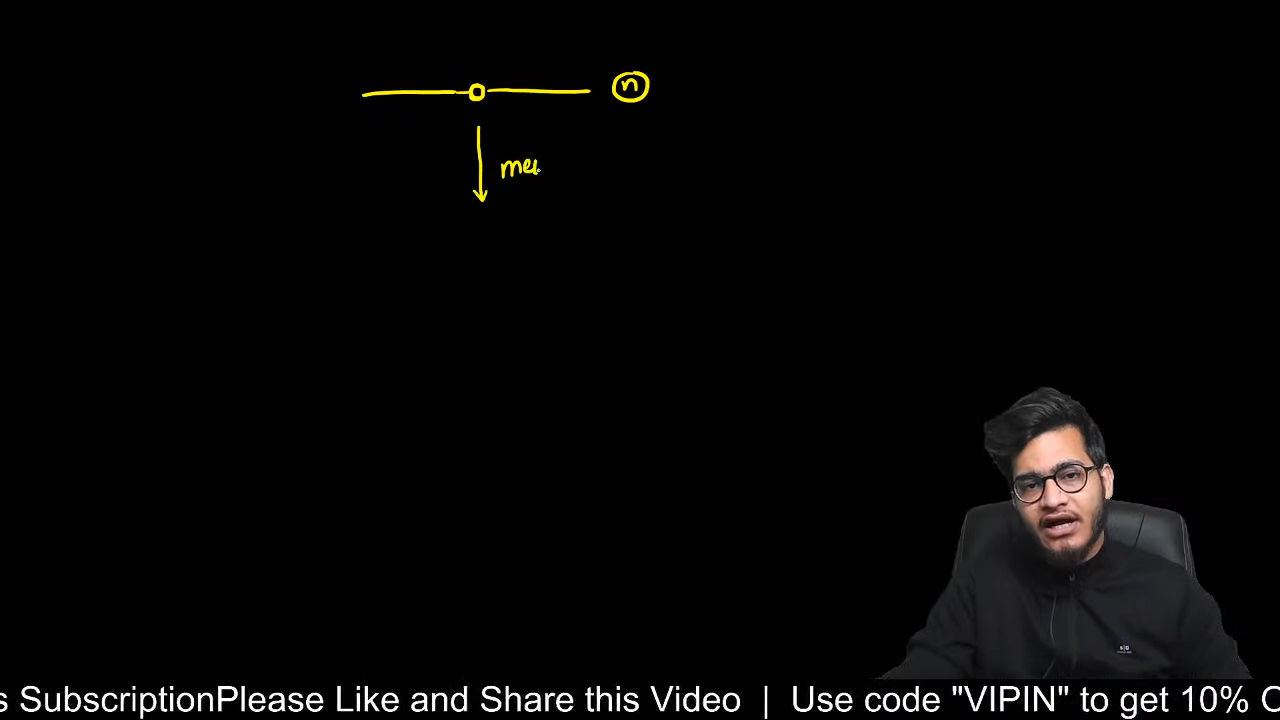 n
me
s SubscriptionPlease Like and Share this Video | Use code "VIPIN" to get 10% O